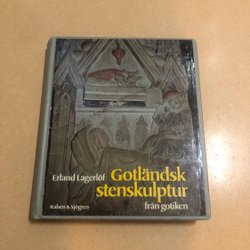 Erland Lagerlöf
Gotländsk
stenskulptur
från gotiken
Rabén & Sjögren